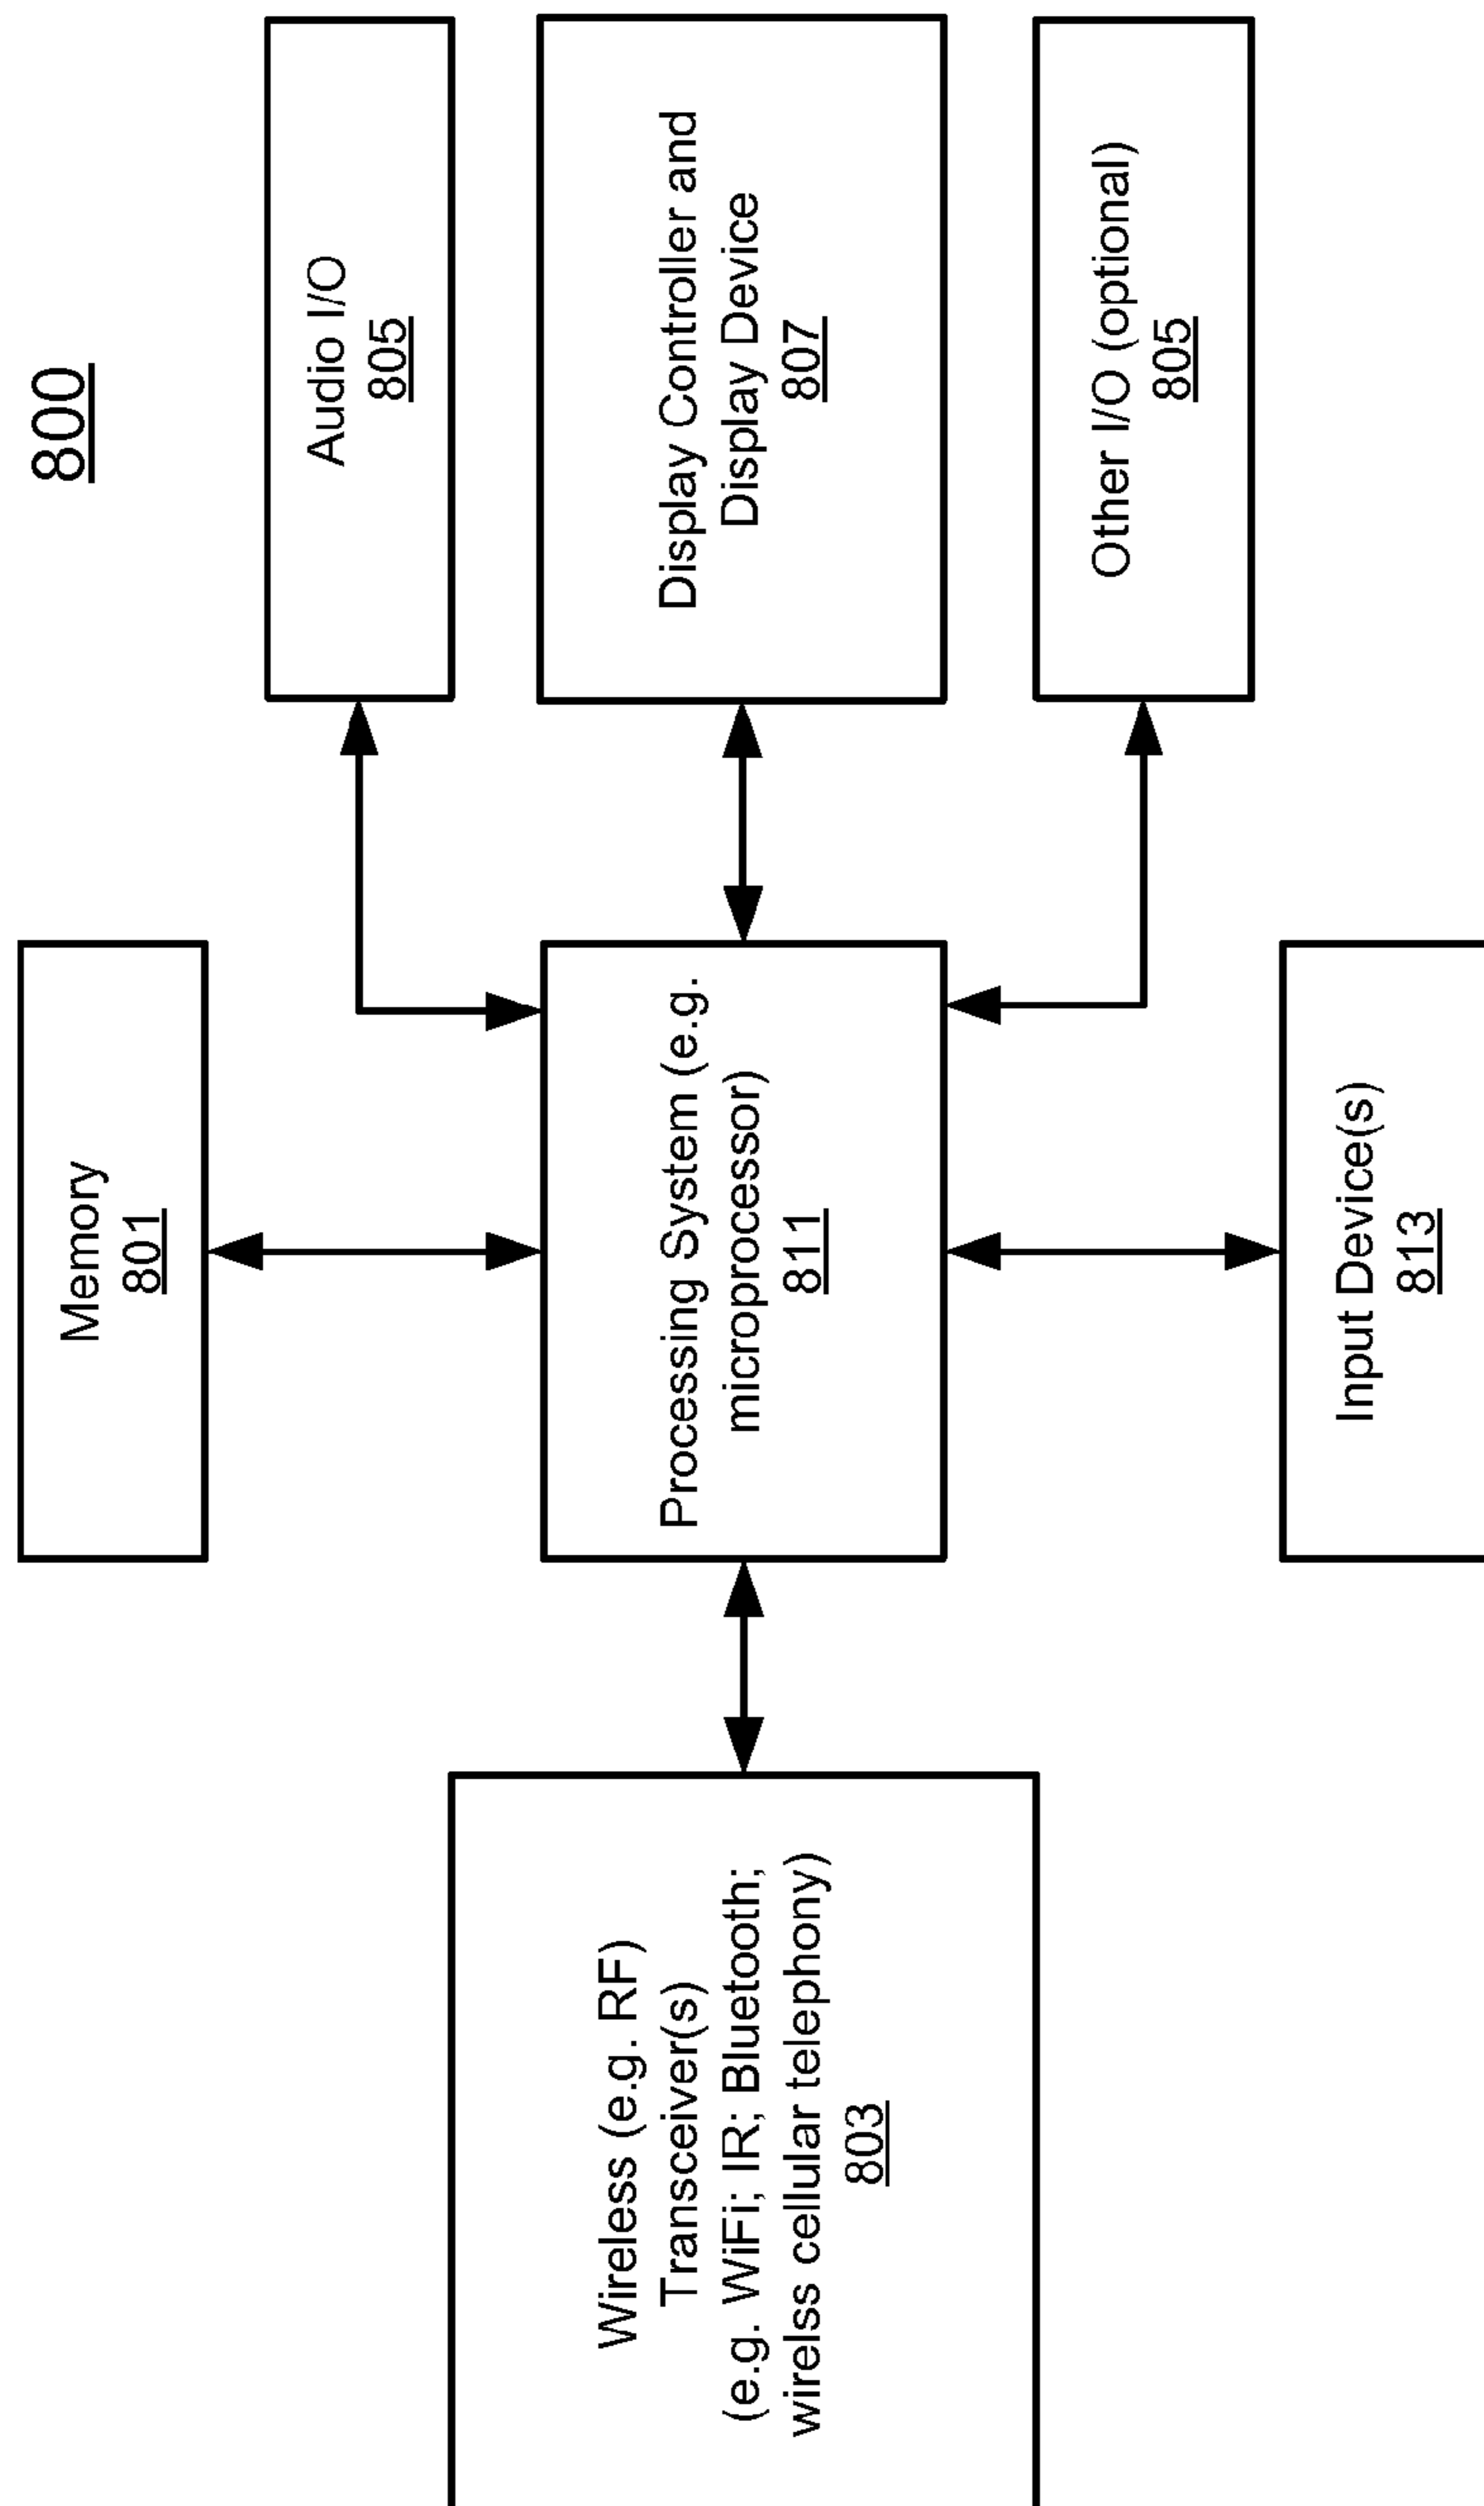 800
Memory
801
Audio I/O
805
Wireless (e.g. RF)
Transceiver(s)
(e.g. WiFi; IR; Bluetooth;
wirelss cellular telephony)
803
Processing System (e.g.
microprocessor)
811
Display Controller and
Display Device
807
Other I/O (optional)
805
Input Device(s)
813